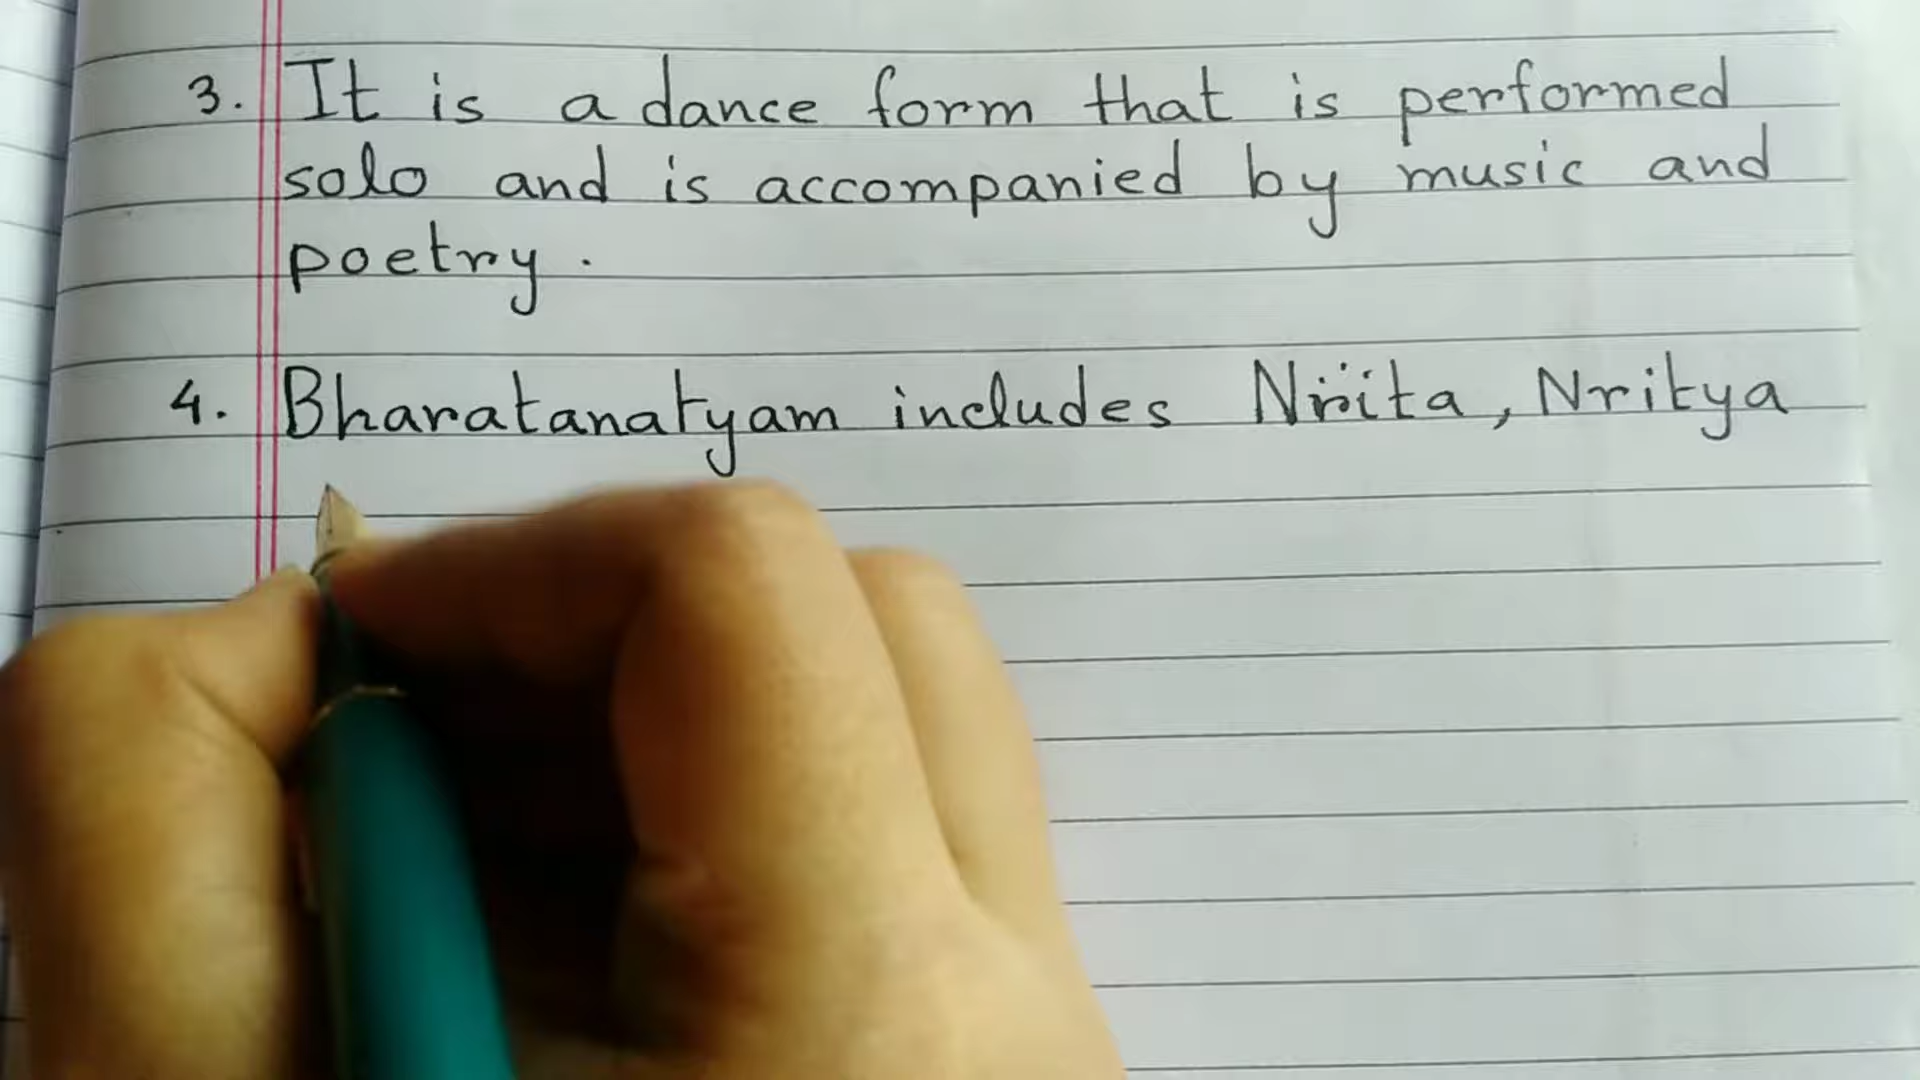 3. It is a dance form that is performed
solo and is accompanied by music and
poetry.
4. Bharatanatyam includes Nrita, Nritya